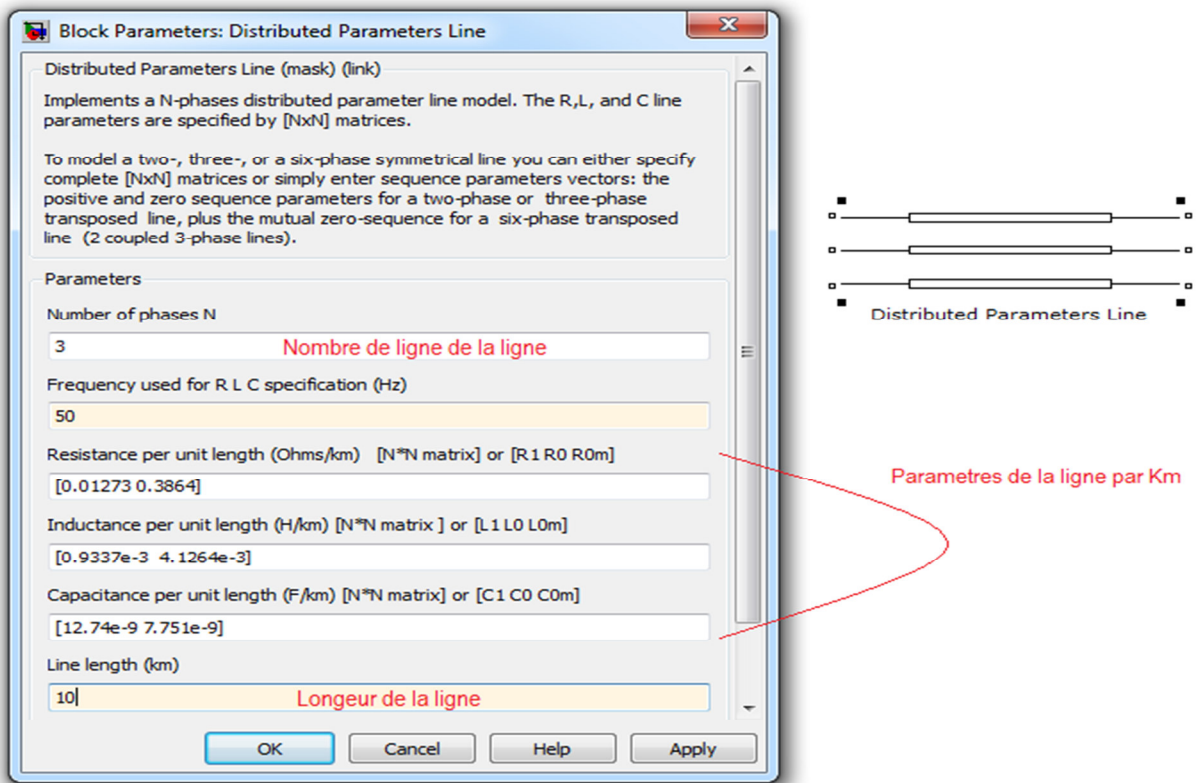 Block Parameters: Distributed Parameters Line
Distributed Parameters Line (mask) (link)
Implements a N-phases distributed parameter line model. The R,L, and C line
parameters are specified by [NxN] matrices.
To model a two-, three-, or a six-phase symmetrical line you can either specify
complete [NxN] matrices or simply enter sequence parameters vectors: the
positive and zero sequence parameters for a two-phase or three-phase
transposed line, plus the mutual zero-sequence for a six-phase transposed
line (2 coupled 3-phase lines).
Parameters
Number of phases N
3 Nombre de ligne de la ligne
Frequency used for R L C specification (Hz)
50
Resistance per unit length (Ohms/km) [N*N matrix] or [R1 R0 R0m]
[0.01273 0.3864]
Inductance per unit length (H/km) [N*N matrix ] or [L1 L0 L0m]
[0.9337e-3 4.1264e-3]
Capacitance per unit length (F/km) [N*N matrix] or [C1 C0 C0m]
[12.74e-9 7.751e-9]
Line length (km)
10 Longeur de la ligne
OK Cancel Help Apply
Distributed Parameters Line
Parametres de la ligne par Km